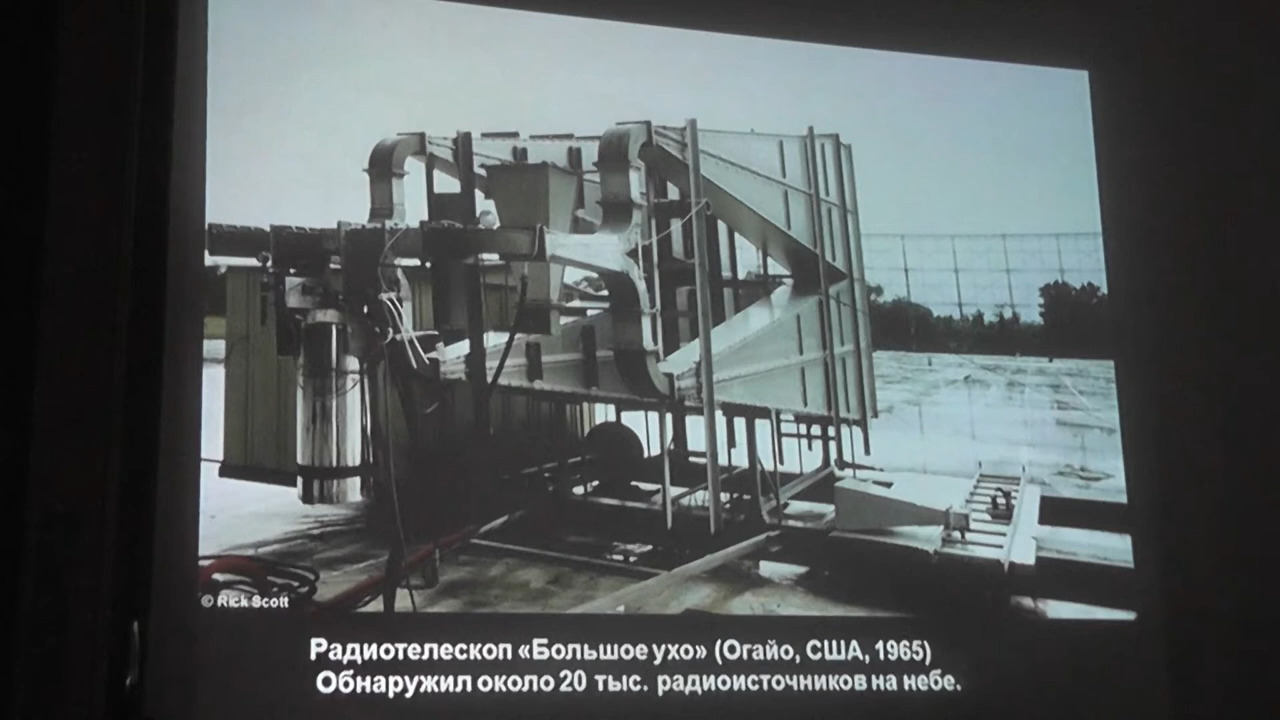 © Rick Scott
Радиотелескоп «Большое ухо» (Огайо, США, 1965)
Обнаружил около 20 тыс. радиоисточников на небе.